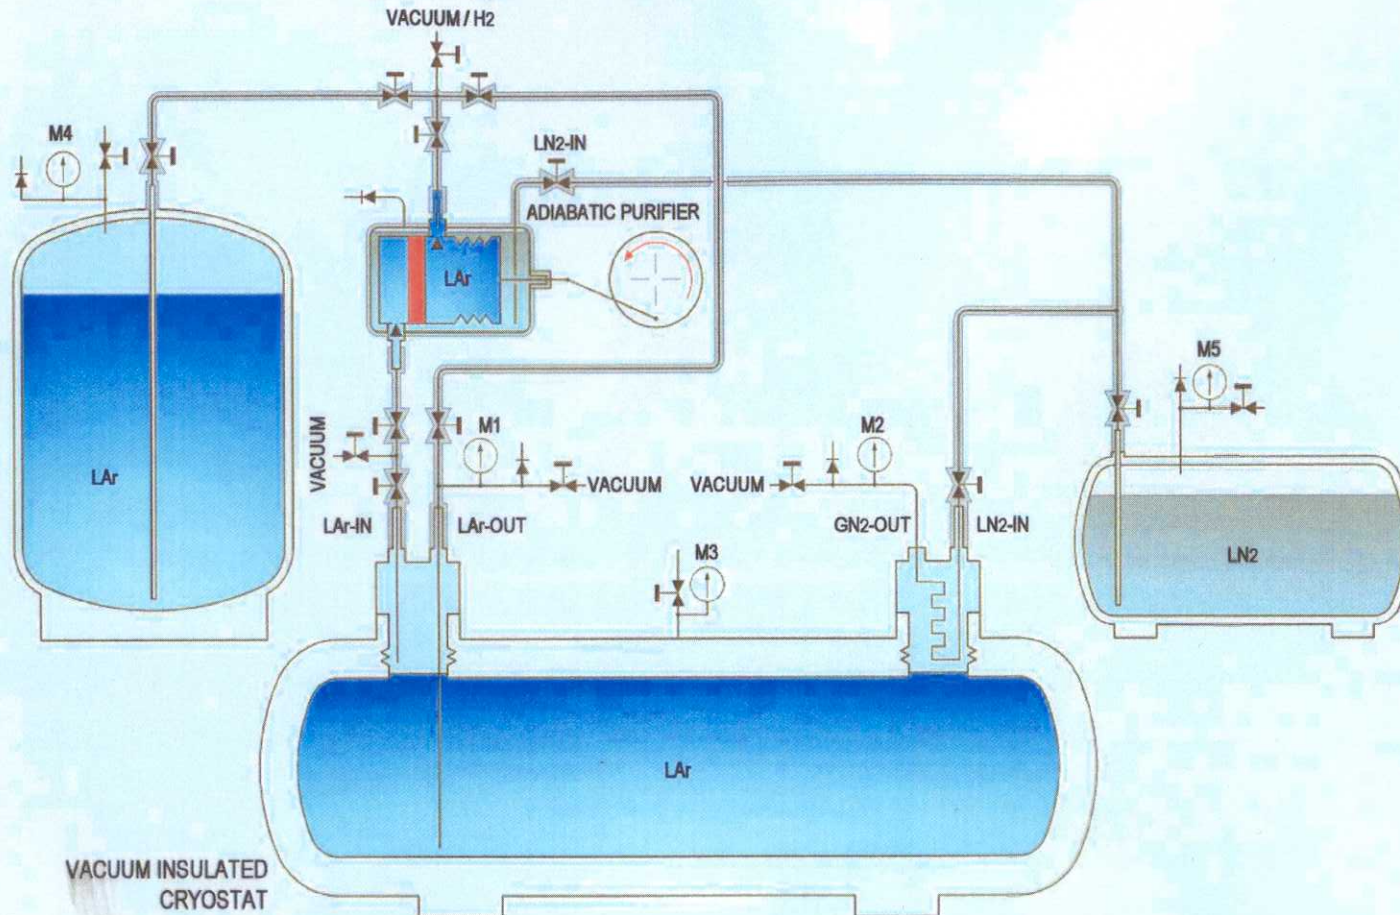 VACUUM / H2
M4
LN2-IN
ADIABATIC PURIFIER
LAr
M5
M1
M2
VACUUM
LAr
VACUUM
VACUUM
LAr-IN
LAr-OUT
GN2-OUT
LN2-IN
M3
LN2
LAr
VACUUM INSULATED
CRYOSTAT